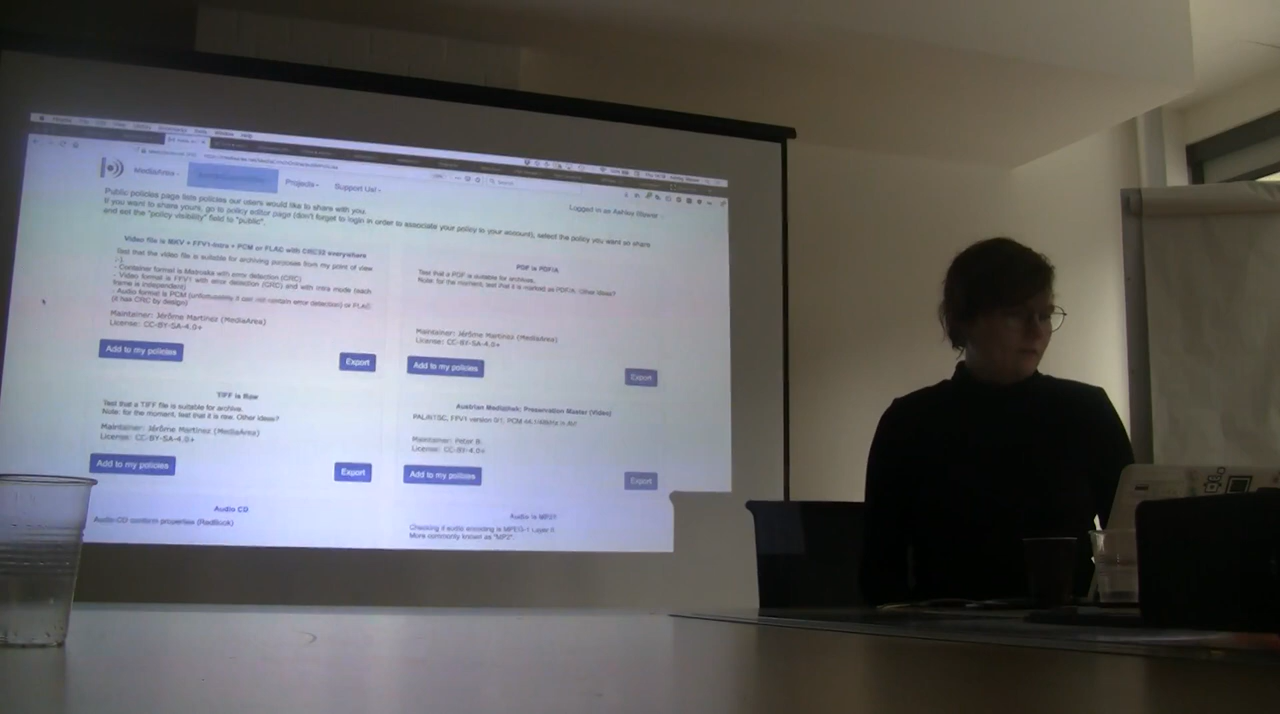 MediaArea
Projects
Support Us!
Logged in as
Public policies page lists policies our users would like to share with you.
If you want to share yours, go to policy editor page (don't forget to login in order to associate your policy to your account), select the policy you want so share
and set the "policy visibility" field to "public".
Video file is MKV + FFV1-intra + PCM or FLAC with CRC32 everywhere
Test that the video file is suitable for archiving purposes from my point of view
:-)
- Container format is Matroska with error detection (CRC)
- Video format is FFV1 with error detection (CRC) and with intra mode (each
frame is independent)
- Audio format is PCM (unfortunately it can not contain error detection) or FLAC
(it has CRC by design)
Maintainer: Jérôme Martinez (MediaArea)
License: CC-BY-SA-4.0+
Add to my policies
Export
PDF is PDF/A
Test that a PDF is suitable for archives.
Note: for the moment, test that it is marked as PDF/A. Other ideas?
Maintainer: Jérôme Martinez (MediaArea)
License: CC-BY-SA-4.0+
Add to my policies
Export
TIFF is Raw
Test that a TIFF file is suitable for archive.
Note: for the moment, test that it is raw. Other ideas?
Maintainer: Jérôme Martinez (MediaArea)
License: CC-BY-SA-4.0+
Add to my policies
Export
Austrian Mediathek: Preservation Master (Video)
PAL/NTSC, FFV1 version 0/1, PCM 44.1/48kHz in AVI
Maintainer: Peter B.
License: CC-BY-4.0+
Add to my policies
Export
Audio CD
Audio-CD conform properties (RedBook)
Audio is MP2?
Checking if audio encoding is MPEG-1 Layer II.
More commonly known as "MP2".